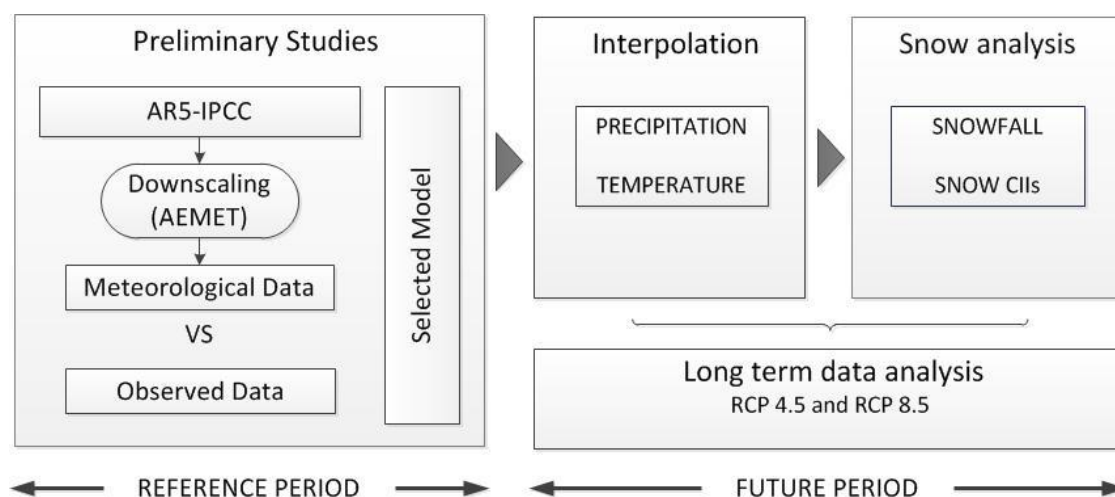 Preliminary Studies
AR5-IPCC
Downscaling
(AEMET)
Meteorological Data
VS
Observed Data
Selected Model
Interpolation
PRECIPITATION
TEMPERATURE
Snow analysis
SNOWFALL
SNOW CIIs
Long term data analysis
RCP 4.5 and RCP 8.5
REFERENCE PERIOD
FUTURE PERIOD